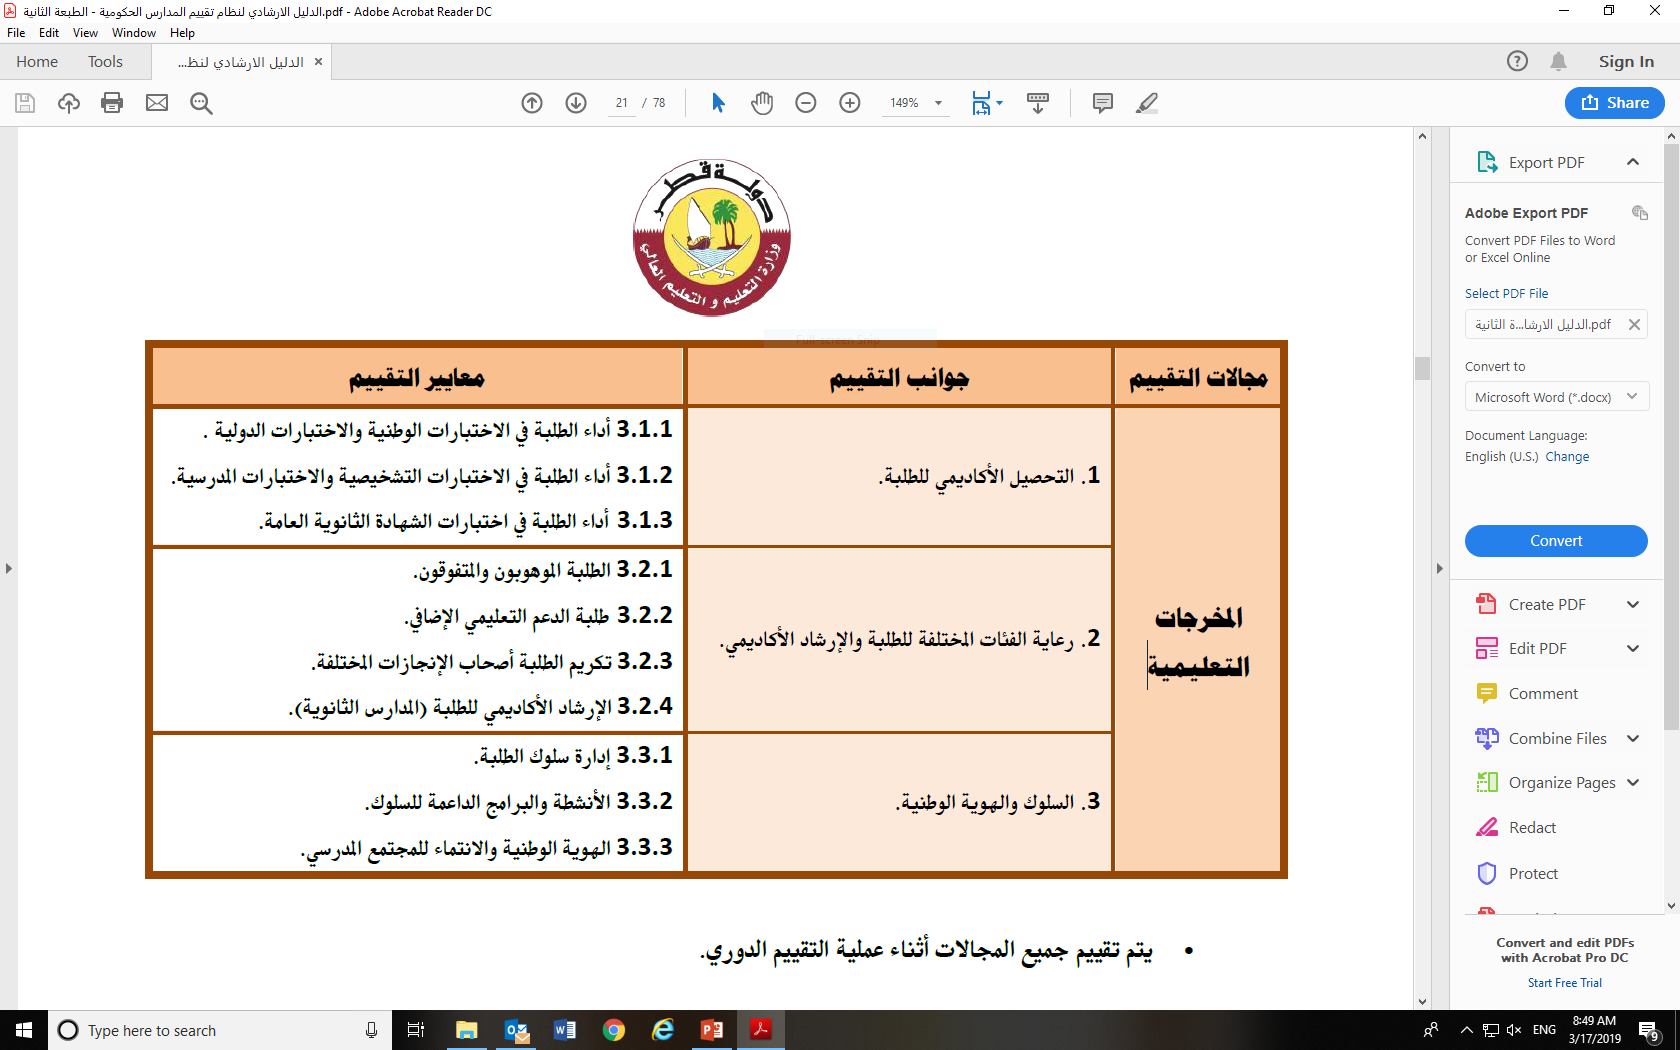 الدليل الارشادي لنظام تقييم المدارس الحكومية - الطبعة الثانية.pdf - Adobe Acrobat Reader DC
File Edit View Window Help
Home Tools الدليل الارشادي لنظ... ×
Sign In
21 / 78
149%
Share
دولة قطر
وزارة التعليم و التعليم العالي
Full-screen Snip
مجالات التقييم
جوانب التقييم
معايير التقييم
المخرجات
التعليمية
1. التحصيل الأكاديمي للطلبة.
3.1.1 أداء الطلبة في الاختبارات الوطنية والاختبارات الدولية .
3.1.2 أداء الطلبة في الاختبارات التشخيصية والاختبارات المدرسية.
3.1.3 أداء الطلبة في اختبارات الشهادة الثانوية العامة.
2. رعاية الفئات المختلفة للطلبة والإرشاد الأكاديمي.
3.2.1 الطلبة الموهوبون والمتفوقون.
3.2.2 طلبة الدعم التعليمي الإضافي.
3.2.3 تكريم الطلبة أصحاب الإنجازات المختلفة.
3.2.4 الإرشاد الأكاديمي للطلبة (المدارس الثانوية).
3. السلوك والهوية الوطنية.
3.3.1 إدارة سلوك الطلبة.
3.3.2 الأنشطة والبرامج الداعمة للسلوك.
3.3.3 الهوية الوطنية والانتماء للمجتمع المدرسي.
• يتم تقييم جميع المجالات أثناء عملية التقييم الدوري.
Export PDF
Adobe Export PDF
Convert PDF Files to Word
or Excel Online
Select PDF File
الدليل الارشا...ة الثانية.pdf
Convert to
Microsoft Word (*.docx)
Document Language:
English (U.S.) Change
Convert
Create PDF
Edit PDF
Comment
Combine Files
Organize Pages
Redact
Protect
Convert and edit PDFs
with Acrobat Pro DC
Start Free Trial
Type here to search
ENG
8:49 AM
3/17/2019
9